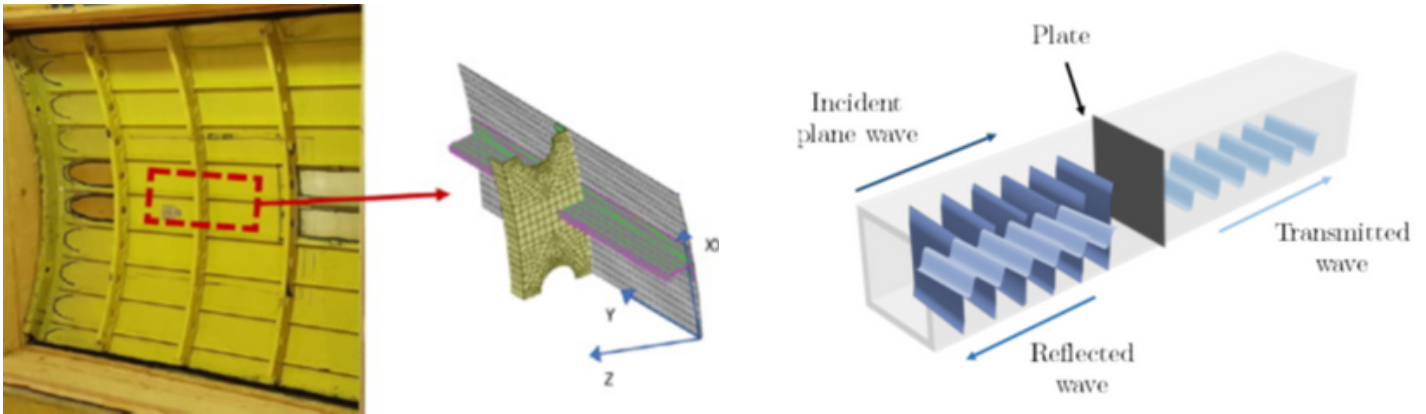 Plate
Incident
plane wave
X
Y
Z
Transmitted
wave
Reflected
wave